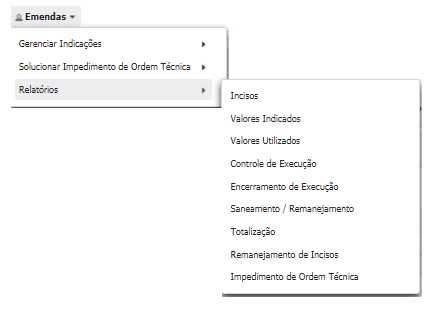 Emendas
Gerenciar Indicações
Solucionar Impedimento de Ordem Técnica
Relatórios
Incisos
Valores Indicados
Valores Utilizados
Controle de Execução
Encerramento de Execução
Saneamento / Remanejamento
Totalização
Remanejamento de Incisos
Impedimento de Ordem Técnica